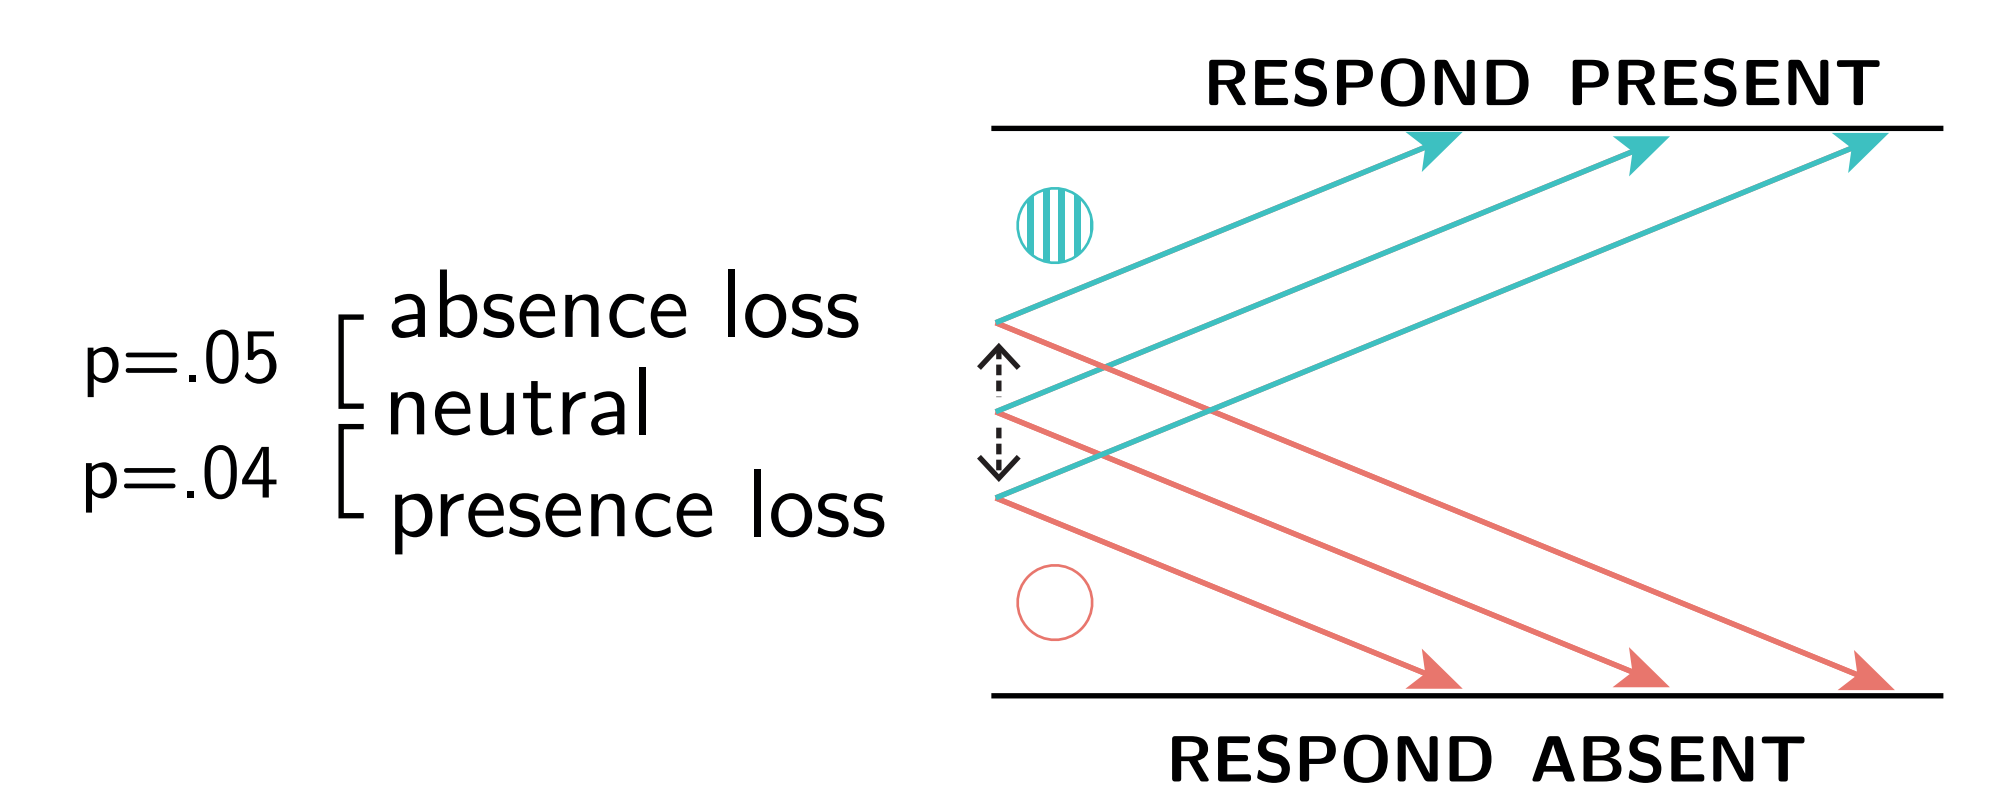 RESPOND PRESENT
absence loss
p=.05
neutral
p=.04
presence loss
RESPOND ABSENT